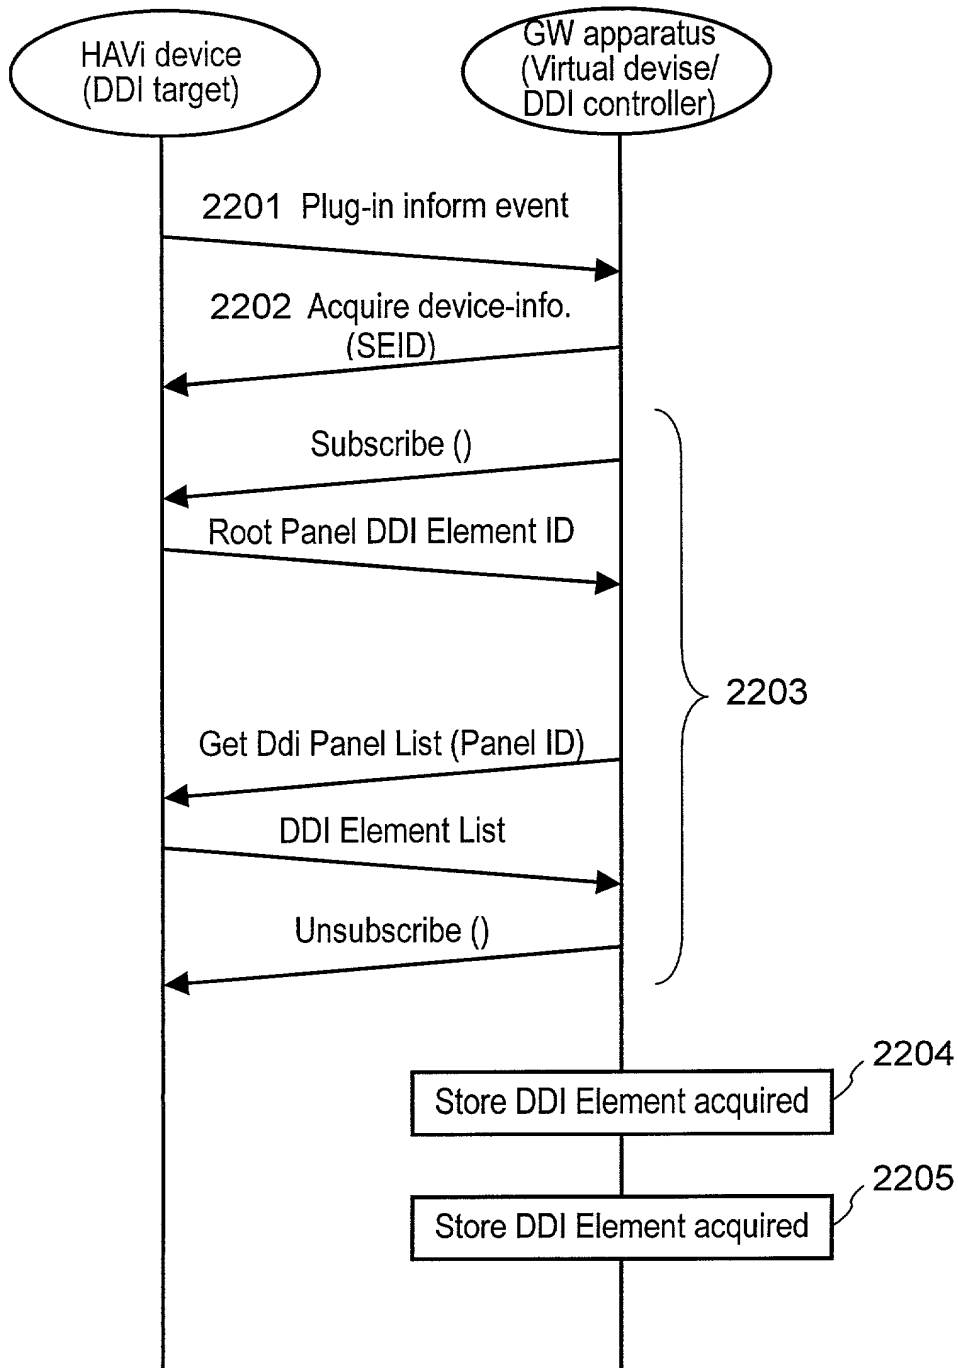 HAVi device
(DDI target)
GW apparatus
(Virtual devise/
DDI controller)
2201 Plug-in inform event
2202 Acquire device-info.
(SEID)
Subscribe ()
Root Panel DDI Element ID
2203
Get Ddi Panel List (Panel ID)
DDI Element List
Unsubscribe ()
2204
Store DDI Element acquired
2205
Store DDI Element acquired